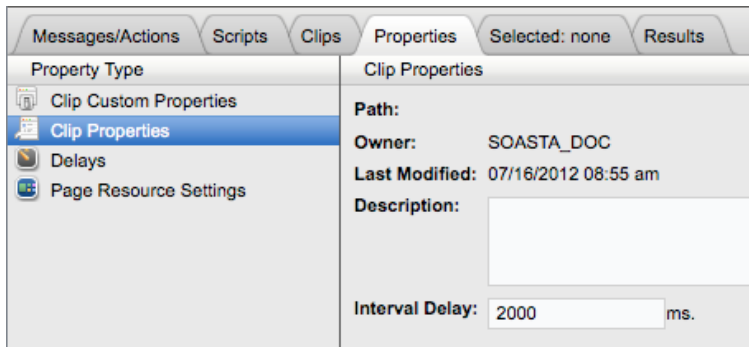 Messages/Actions Scripts Clips Properties Selected: none Results
Property Type
Clip Custom Properties
Clip Properties
Delays
Page Resource Settings
Clip Properties
Path:
Owner: SOASTA_DOC
Last Modified: 07/16/2012 08:55 am
Description:
Interval Delay: 2000 ms.